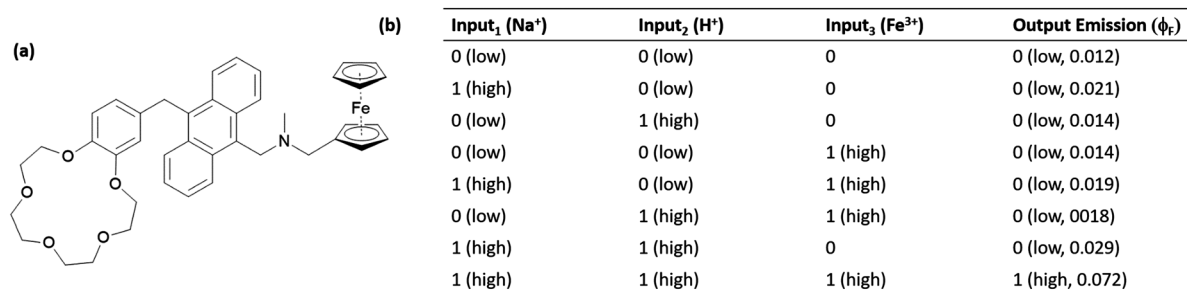 (a)
(b)
Fe
N
O
O
O
O
O
Input₁ (Na⁺) Input₂ (H⁺) Input₃ (Fe³⁺) Output Emission (ϕF)
0 (low) 0 (low) 0 0 (low, 0.012)
1 (high) 0 (low) 0 0 (low, 0.021)
0 (low) 1 (high) 0 0 (low, 0.014)
0 (low) 0 (low) 1 (high) 0 (low, 0.014)
1 (high) 0 (low) 1 (high) 0 (low, 0.019)
0 (low) 1 (high) 1 (high) 0 (low, 0018)
1 (high) 1 (high) 0 0 (low, 0.029)
1 (high) 1 (high) 1 (high) 1 (high, 0.072)